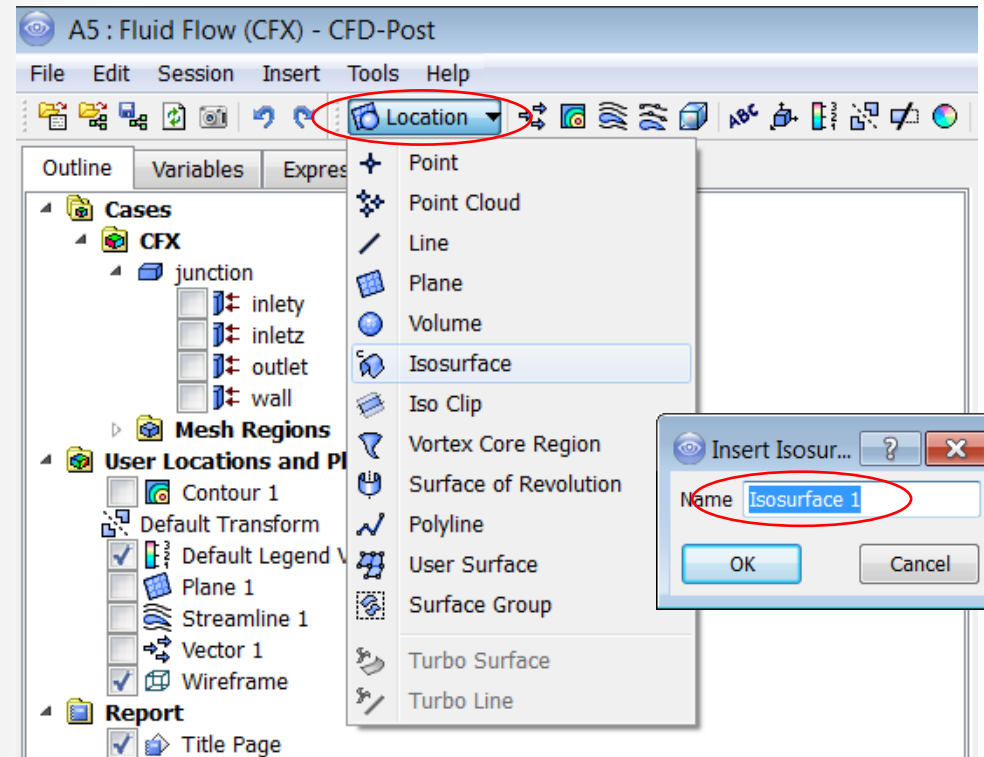 A5 : Fluid Flow (CFX) - CFD-Post
File Edit Session Insert Tools Help
Location
Outline Variables Expres
Cases
CFX
junction
inlety
inletz
outlet
wall
Mesh Regions
User Locations and Pl
Contour 1
Default Transform
Default Legend V
Plane 1
Streamline 1
Vector 1
Wireframe
Report
Title Page
Point
Point Cloud
Line
Plane
Volume
Isosurface
Iso Clip
Vortex Core Region
Surface of Revolution
Polyline
User Surface
Surface Group
Turbo Surface
Turbo Line
Insert Isosur...
Name Isosurface 1
OK Cancel